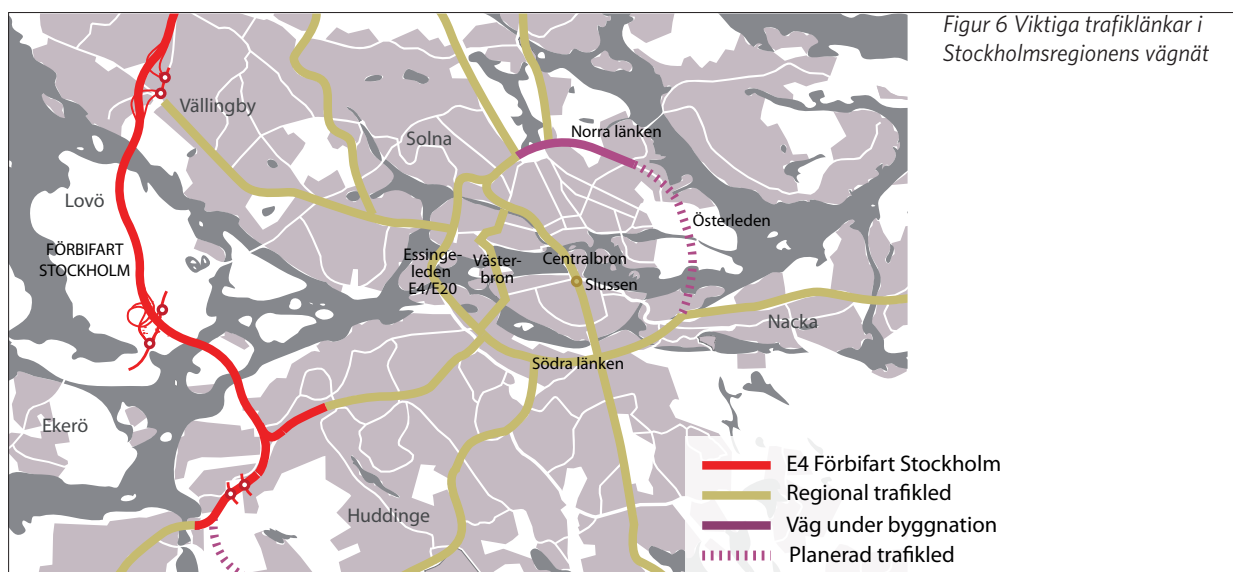 Figur 6 Viktiga trafiklänkar i
Stockholmsregionens vägnät
Vällingby
Solna
Norra länken
Lovö
Österleden
FÖRBIFART
STOCKHOLM
Essinge-
leden
E4/E20
Väster-
bron
Centralbron
Slussen
Nacka
Södra länken
Ekerö
Huddinge
E4 Förbifart Stockholm
Regional trafikled
Väg under byggnation
Planerad trafikled